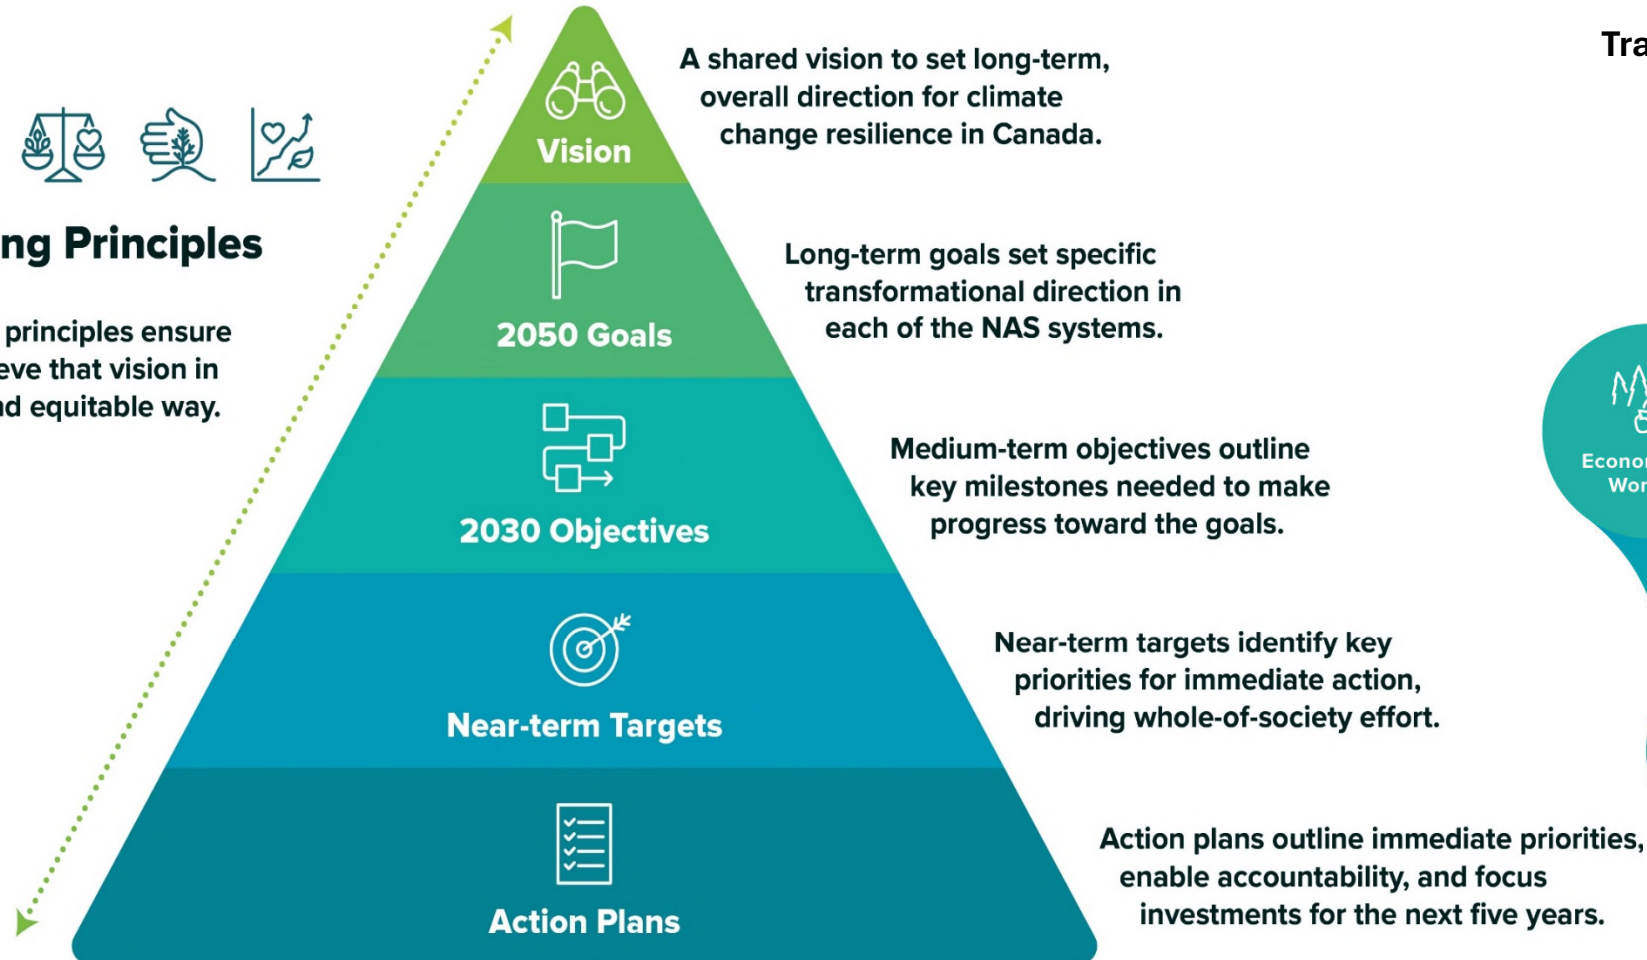 ng Principles
principles ensure
eve that vision in
nd equitable way.
Vision
A shared vision to set long-term,
overall direction for climate
change resilience in Canada.
2050 Goals
Long-term goals set specific
transformational direction in
each of the NAS systems.
2030 Objectives
Medium-term objectives outline
key milestones needed to make
progress toward the goals.
Near-term Targets
Near-term targets identify key
priorities for immediate action,
driving whole-of-society effort.
Action Plans
Action plans outline immediate priorities,
enable accountability, and focus
investments for the next five years.
Tra
Econo
Wor